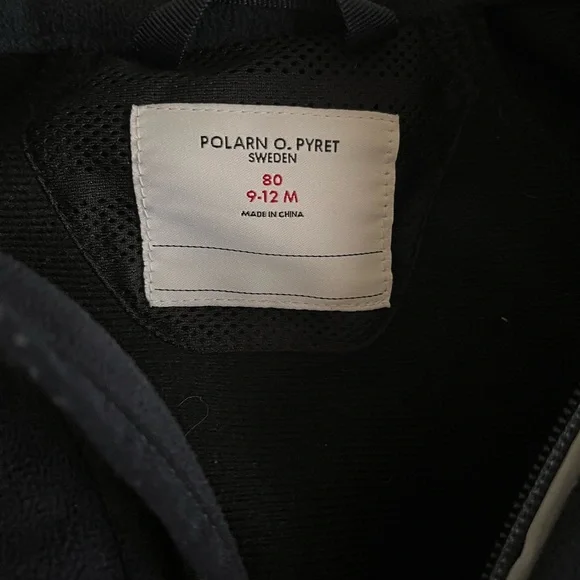 POLARN O. PYRET
SWEDEN
80
9-12 M
MADE IN CHINA